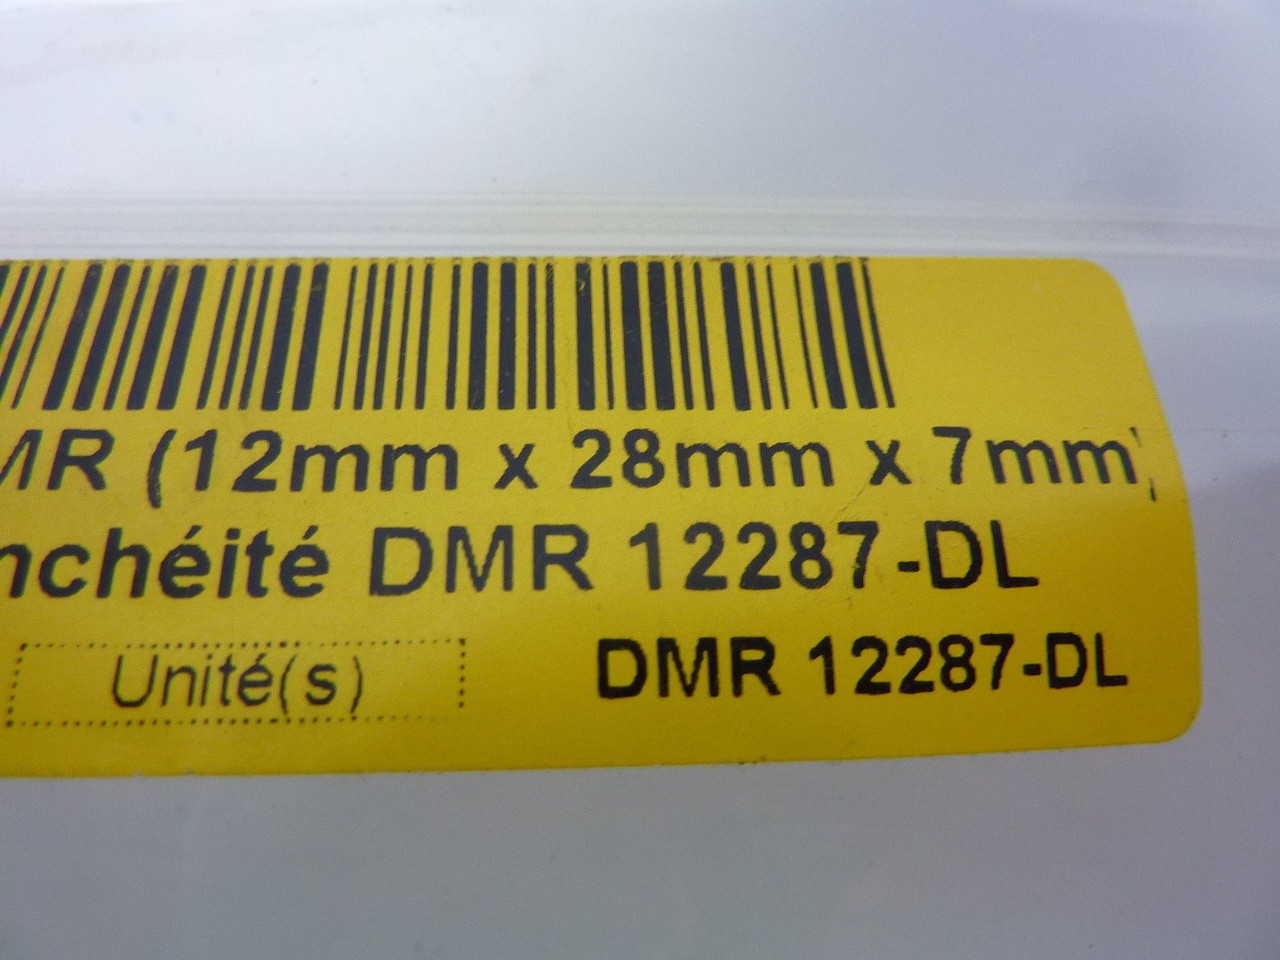 MR (12mm x 28mm x 7mm)
nchéité DMR 12287-DL
Unité(s)
DMR 12287-DL